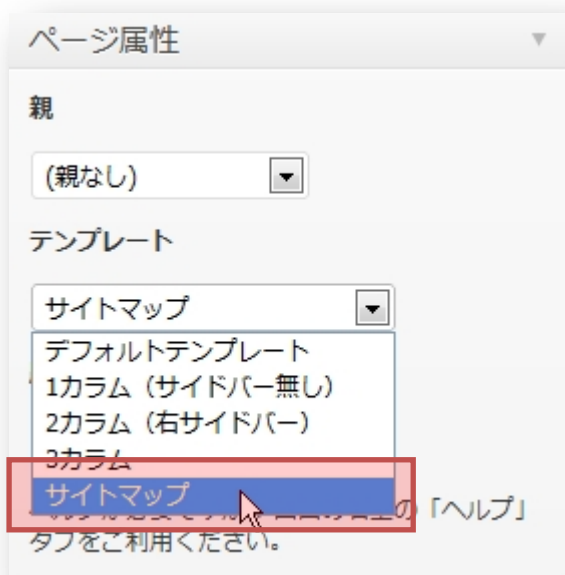 ページ属性
親
(親なし)
テンプレート
サイトマップ
デフォルトテンプレート
1カラム（サイドバー無し）
2カラム（右サイドバー）
3カラム
サイトマップ
の「ヘルプ」
タブをご利用ください。